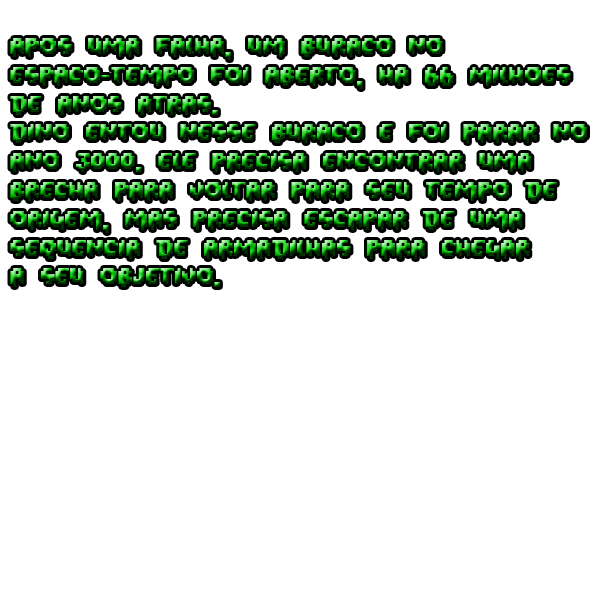 APOS UMA FALHA, UM BURACO NO
ESPACO-TEMPO FOI ABERTO, HA 66 MILHOES
DE ANOS ATRAS.
DINO ENTOU NESSE BURACO E FOI PARAR NO
ANO 3000. ELE PRECISA ENCONTRAR UMA
BRECHA PARA VOLTAR PARA SEU TEMPO DE
ORIGEM, MAS PRECISA ESCAPAR DE UMA
SEQUENCIA DE ARMADILHAS PARA CHEGAR
A SEU OBJETIVO.